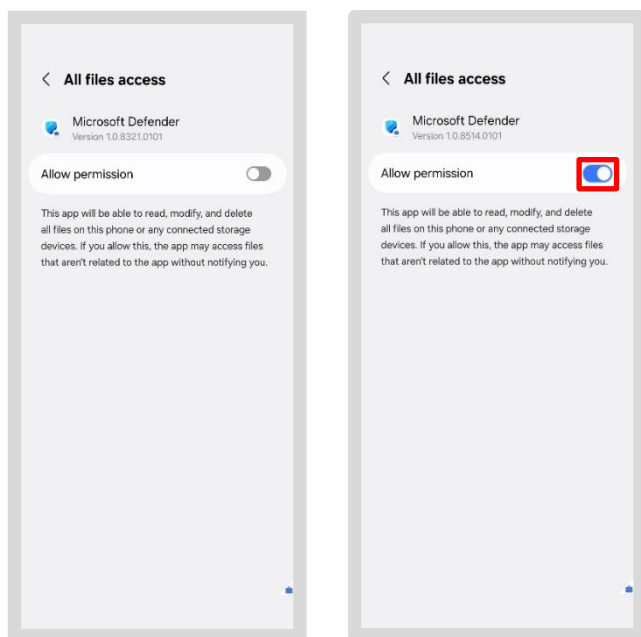 All files access
Microsoft Defender
Version 1.0.8321.0101
Allow permission
This app will be able to read, modify, and delete
all files on this phone or any connected storage
devices. If you allow this, the app may access files
that aren't related to the app without notifying you.
All files access
Microsoft Defender
Version 1.0.8514.0101
Allow permission
This app will be able to read, modify, and delete
all files on this phone or any connected storage
devices. If you allow this, the app may access files
that aren't related to the app without notifying you.